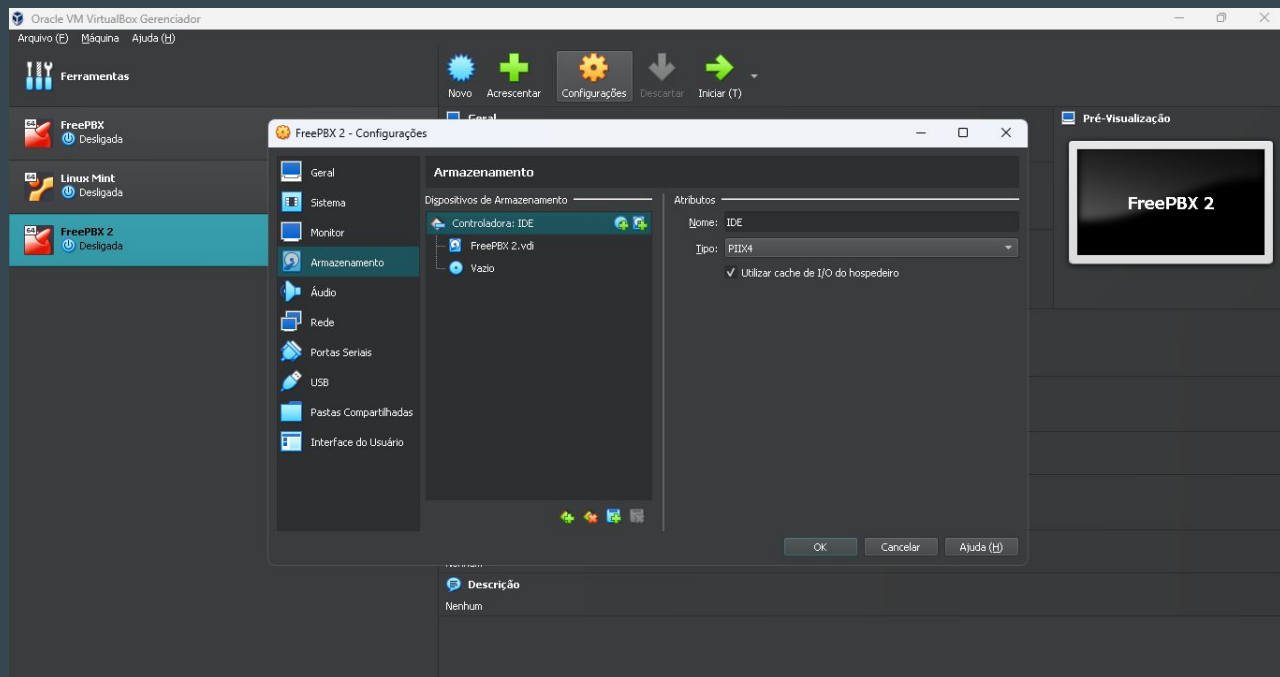 Oracle VM VirtualBox Gerenciador
Arquivo (F) Máquina Ajuda (H)
Ferramentas
Novo Acrescentar Configurações Descartar Iniciar (T)
64
FreePBX
Desligada
64
Linux Mint
Desligada
64
FreePBX 2
Desligada
Geral
Pré-Visualização
FreePBX 2
FreePBX 2 - Configurações
Geral
Sistema
Monitor
Armazenamento
Áudio
Rede
Portas Seriais
USB
Pastas Compartilhadas
Interface do Usuário
Armazenamento
Dispositivos de Armazenamento
Controladora: IDE
FreePBX 2.vdi
Vazio
Atributos
Nome: IDE
Tipo: PIIX4
Utilizar cache de I/O do hospedeiro
OK Cancelar Ajuda (H)
Descrição
Nenhum